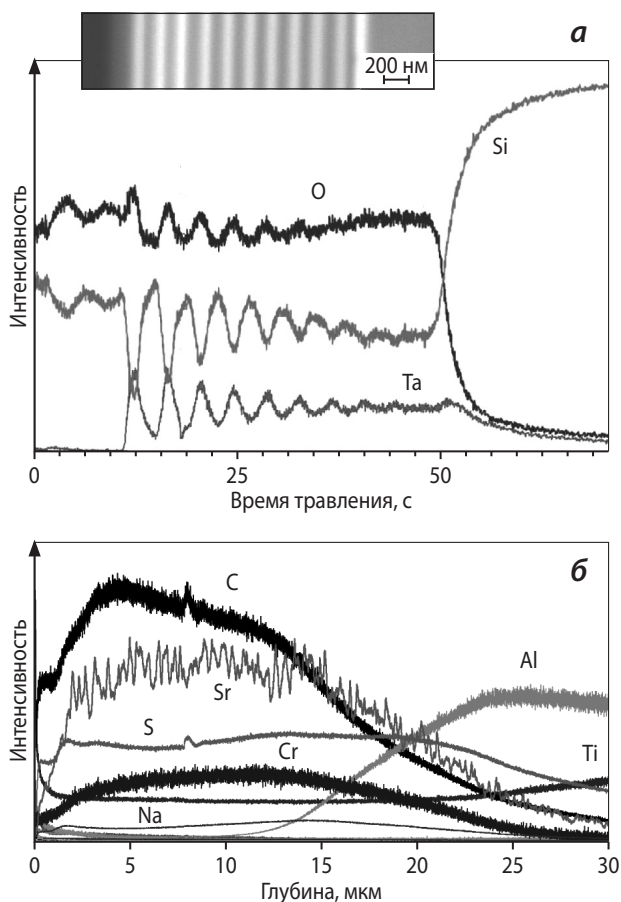 а
200 нм
Интенсивность
Si
O
Ta
0 25 50
Время травления, с
б
Интенсивность
C
Al
Sr
S
Cr
Ti
Na
0 5 10 15 20 25 30
Глубина, мкм